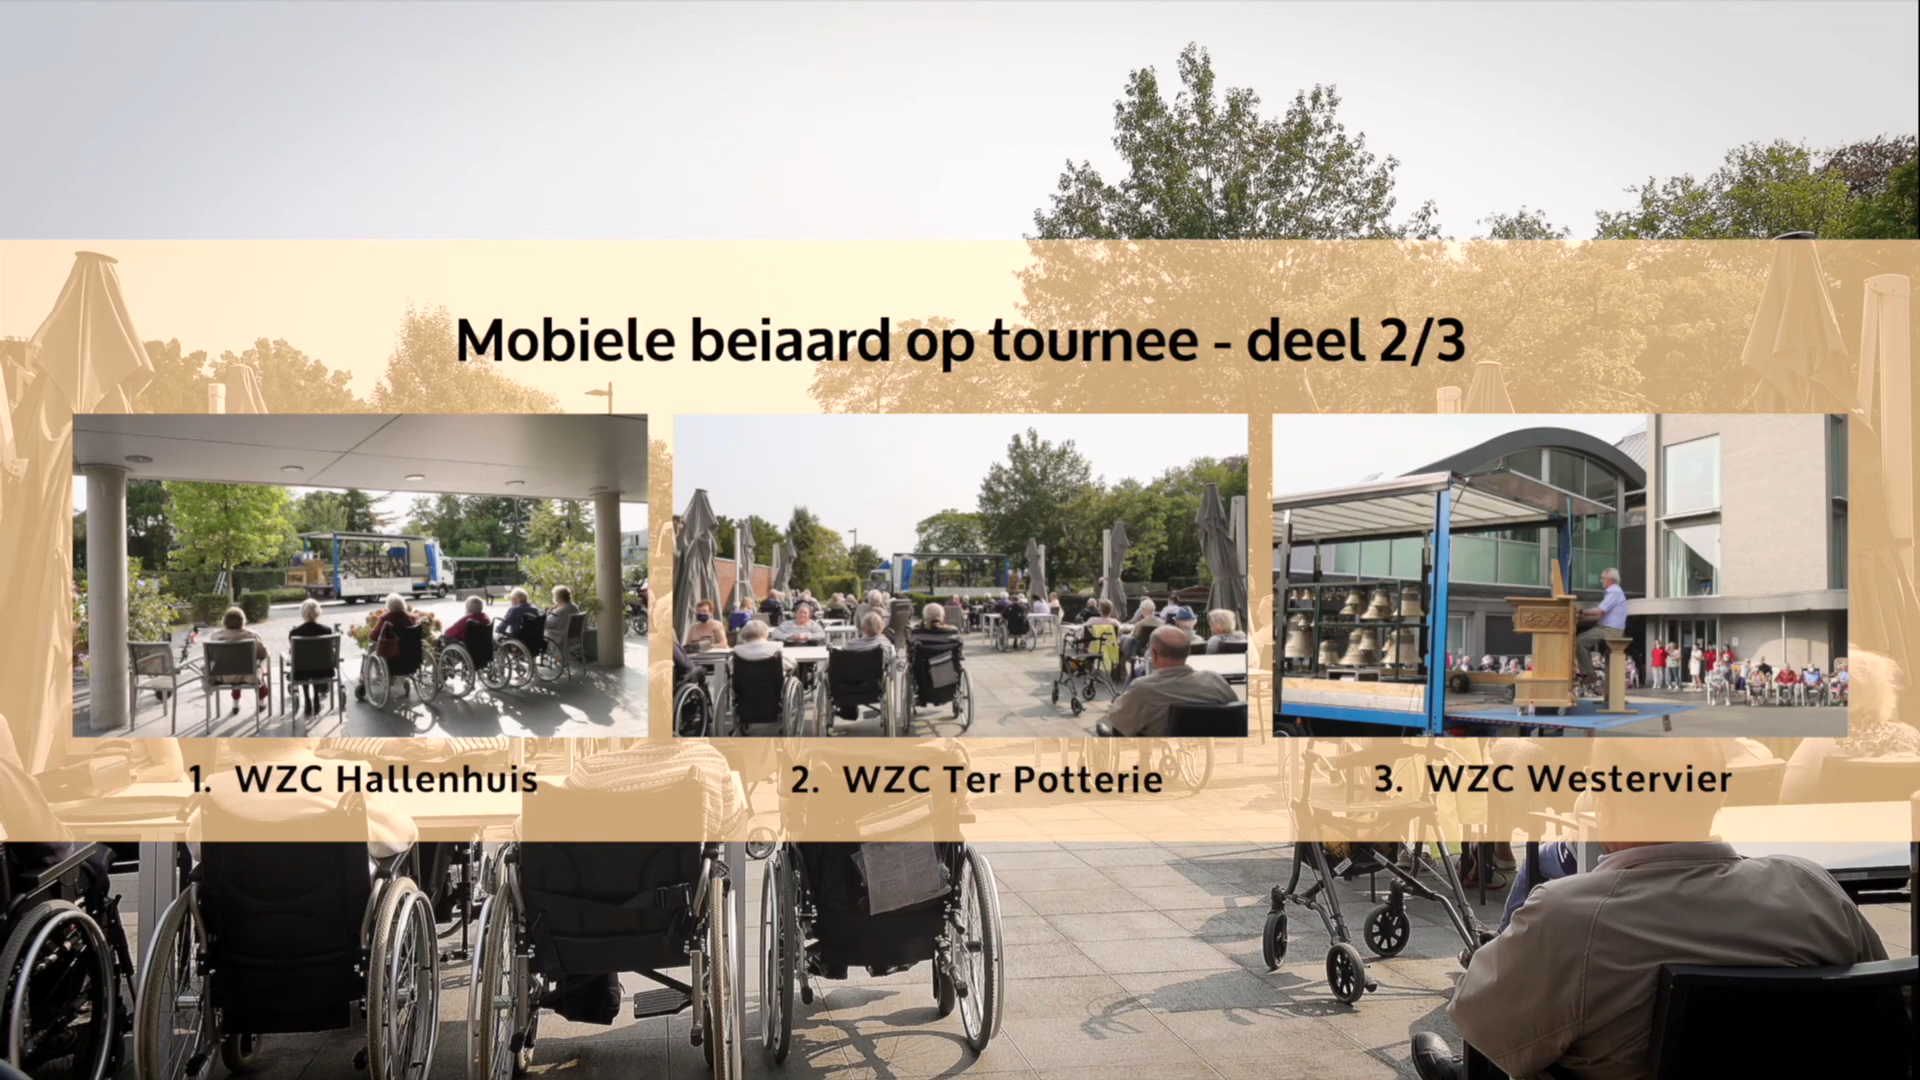 Mobiele beiaard op tournee - deel 2/3
1. WZC Hallenhuis
2. WZC Ter Potterie
3. WZC Westervier